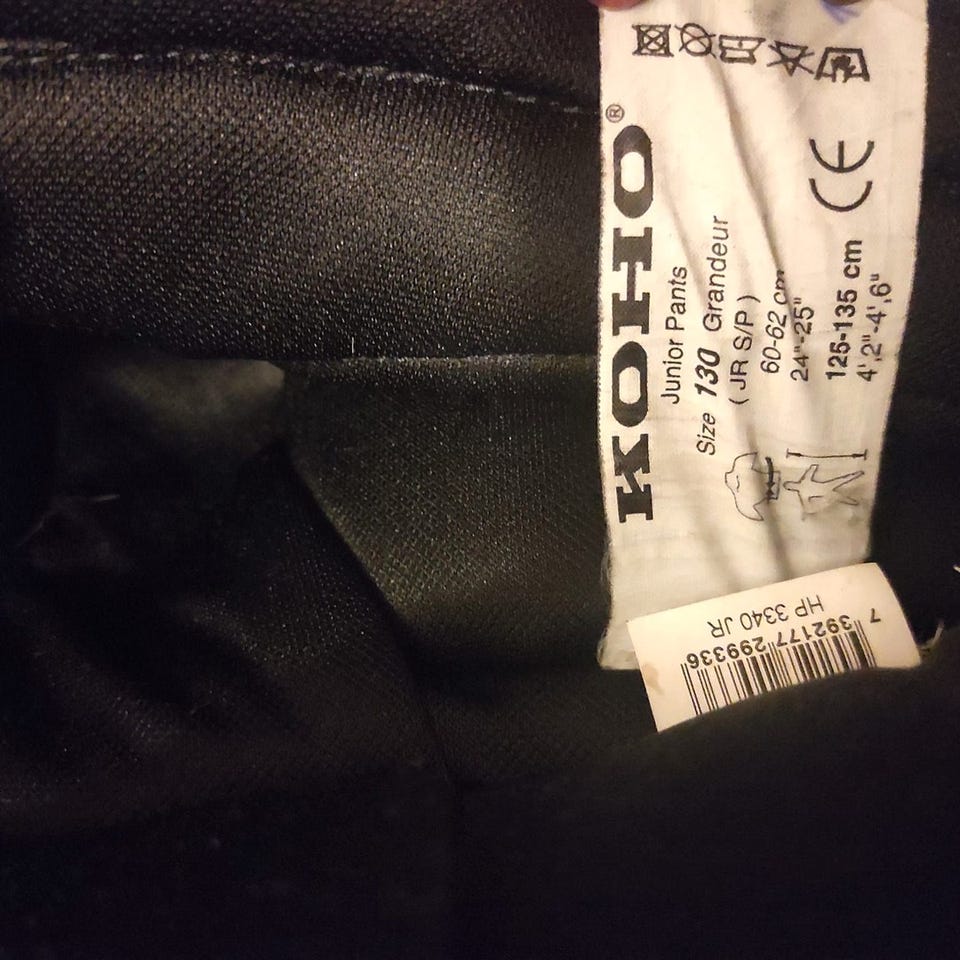 KOHO®
Junior Pants
Size 130 Grandeur
( JR S/P )
60-62 cm
24"-25"
125-135 cm
4',2"-4',6"
CE
HP 3340 JR
7 392177 299336